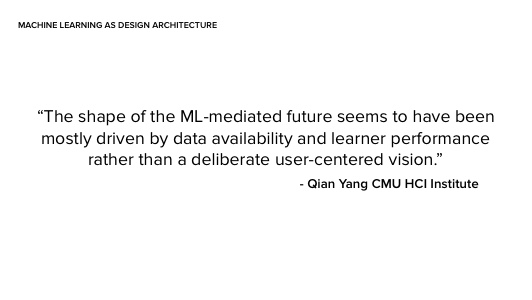 MACHINE LEARNING AS DESIGN ARCHITECTURE
“The shape of the ML-mediated future seems to have been
mostly driven by data availability and learner performance
rather than a deliberate user-centered vision.”
- Qian Yang CMU HCI Institute